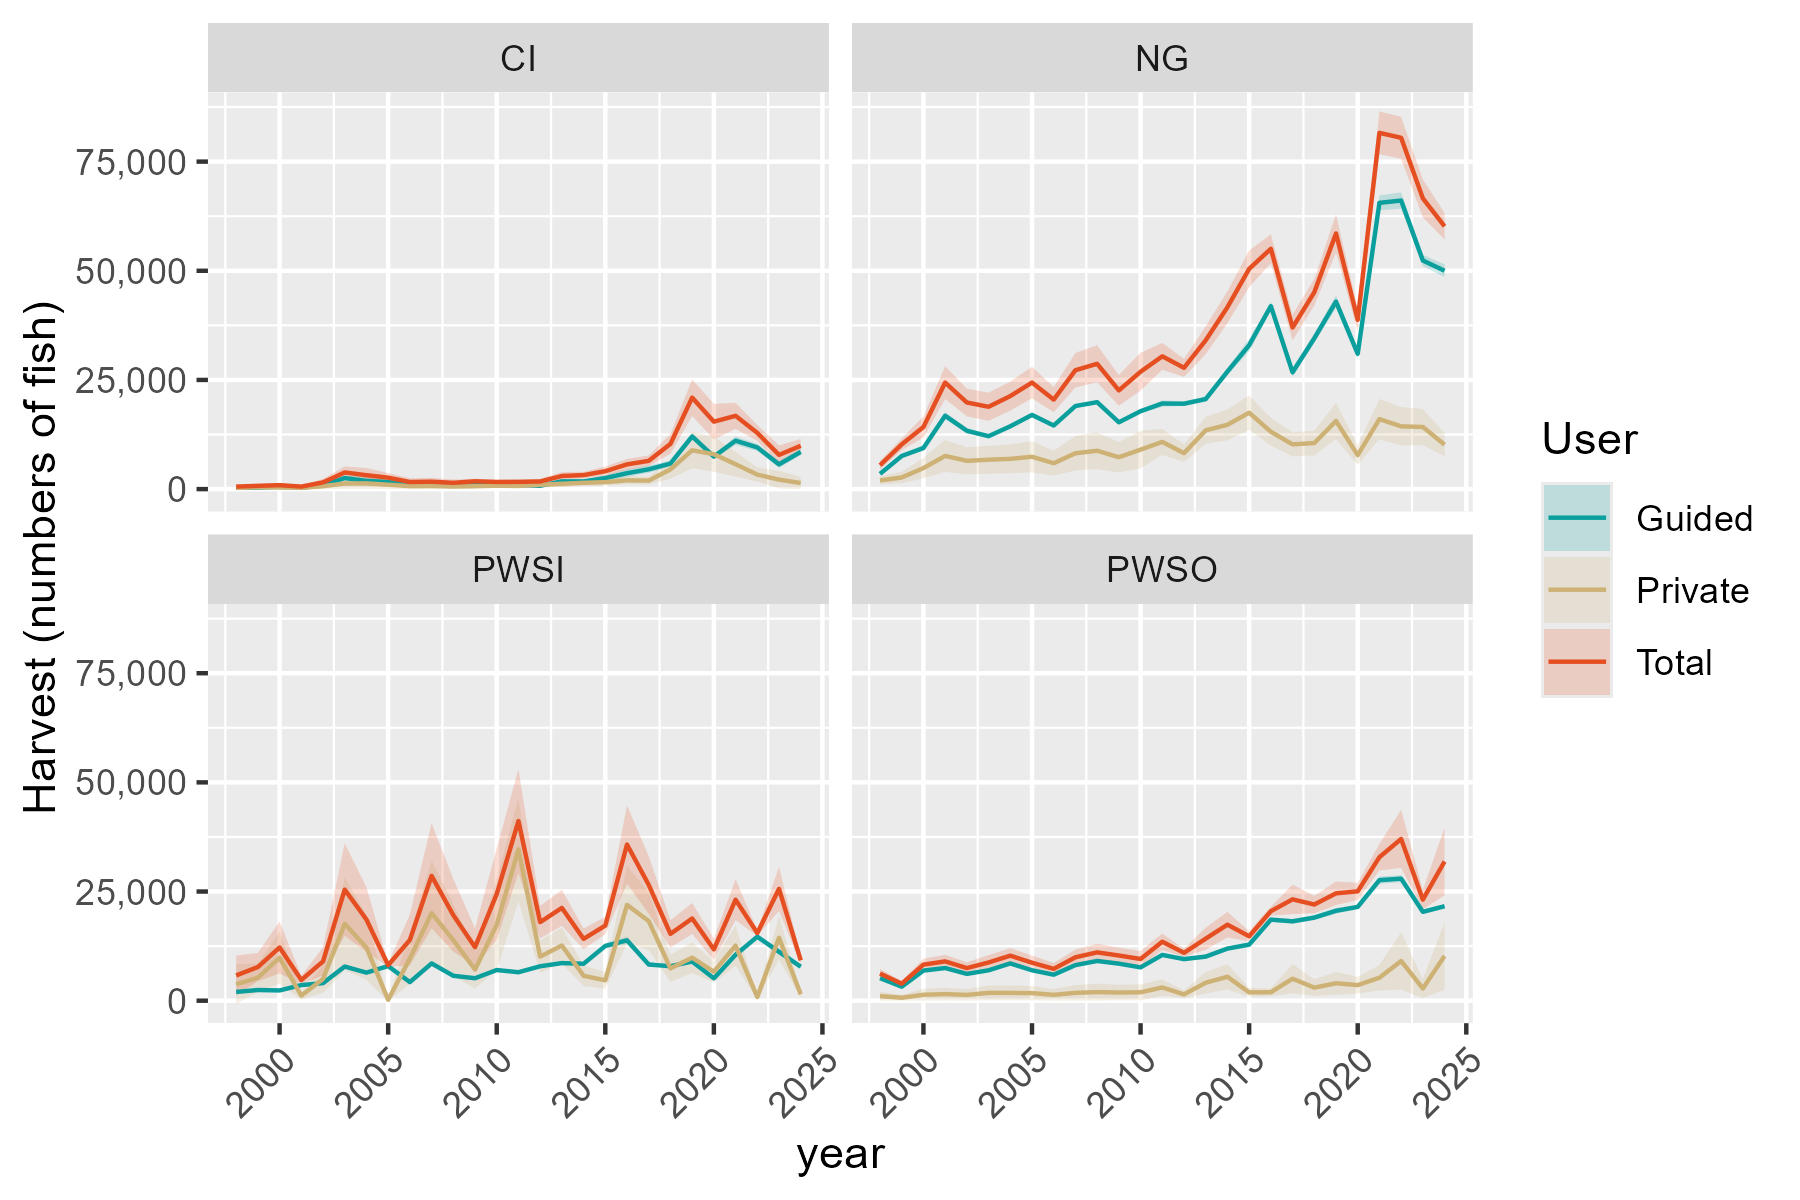 CI
NG
75,000
50,000
25,000
0
PWSI
PWSO
75,000
50,000
25,000
0
Harvest (numbers of fish)
2000
2005
2010
2015
2020
2025
2000
2005
2010
2015
2020
2025
year
User
Guided
Private
Total